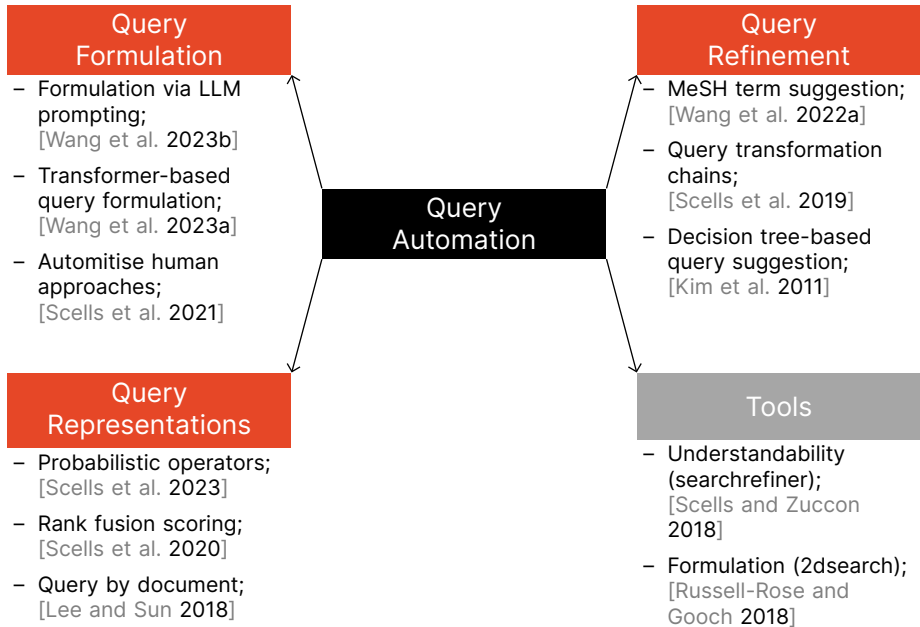 Query
Formulation
– Formulation via LLM
prompting;
[Wang et al. 2023b]
– Transformer-based
query formulation;
[Wang et al. 2023a]
– Automitise human
approaches;
[Scells et al. 2021]
Query
Refinement
– MeSH term suggestion;
[Wang et al. 2022a]
– Query transformation
chains;
[Scells et al. 2019]
– Decision tree-based
query suggestion;
[Kim et al. 2011]
Query
Automation
Query
Representations
– Probabilistic operators;
[Scells et al. 2023]
– Rank fusion scoring;
[Scells et al. 2020]
– Query by document;
[Lee and Sun 2018]
Tools
– Understandability
(searchrefiner);
[Scells and Zuccon
2018]
– Formulation (2dsearch);
[Russell-Rose and
Gooch 2018]